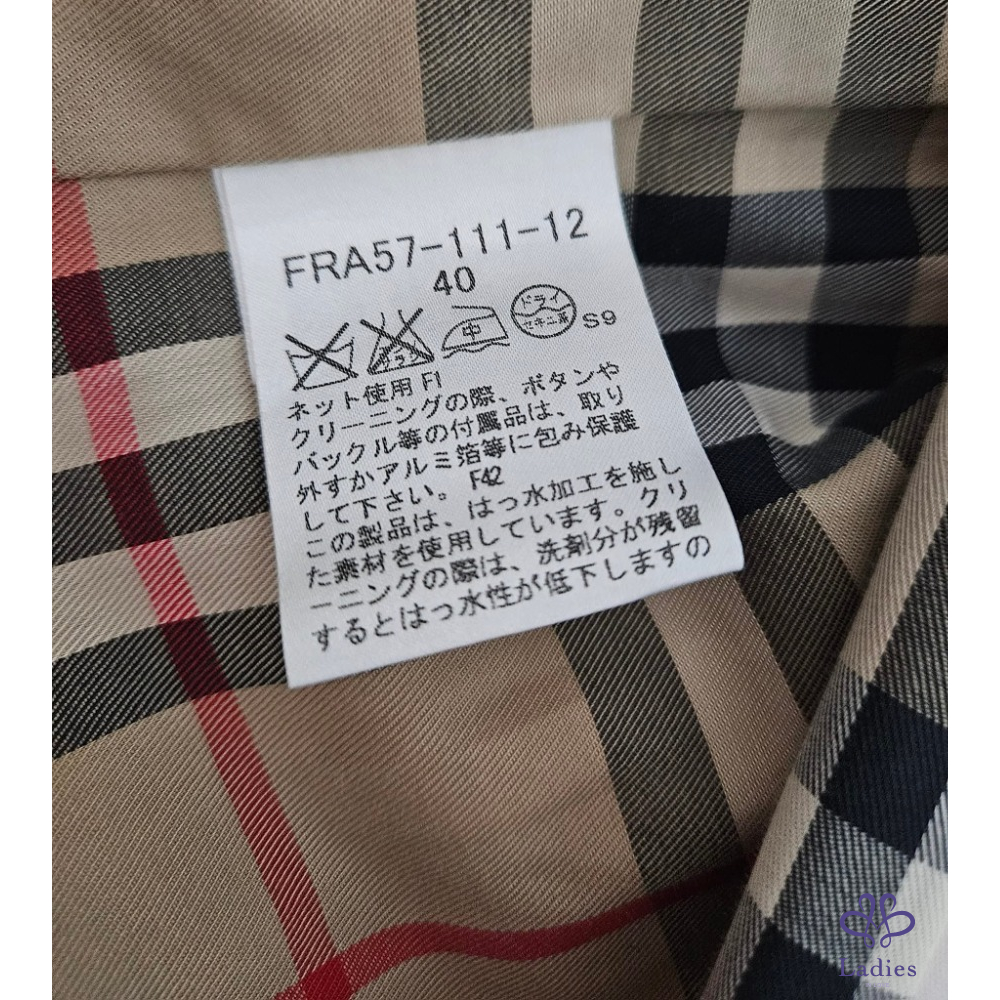 FRA57-111-12
40
中
ドライ
セキユ系
S9
ネット使用 FI
クリーニングの際、ボタンや
バックル等の付属品は、取り
外すかアルミ箔等に包み保護
して下さい。 F42
この製品は、はっ水加工を施し
た素材を使用しています。クリ
ーニングの際は、洗剤分が残留
するとはっ水性が低下しますの
Ladies